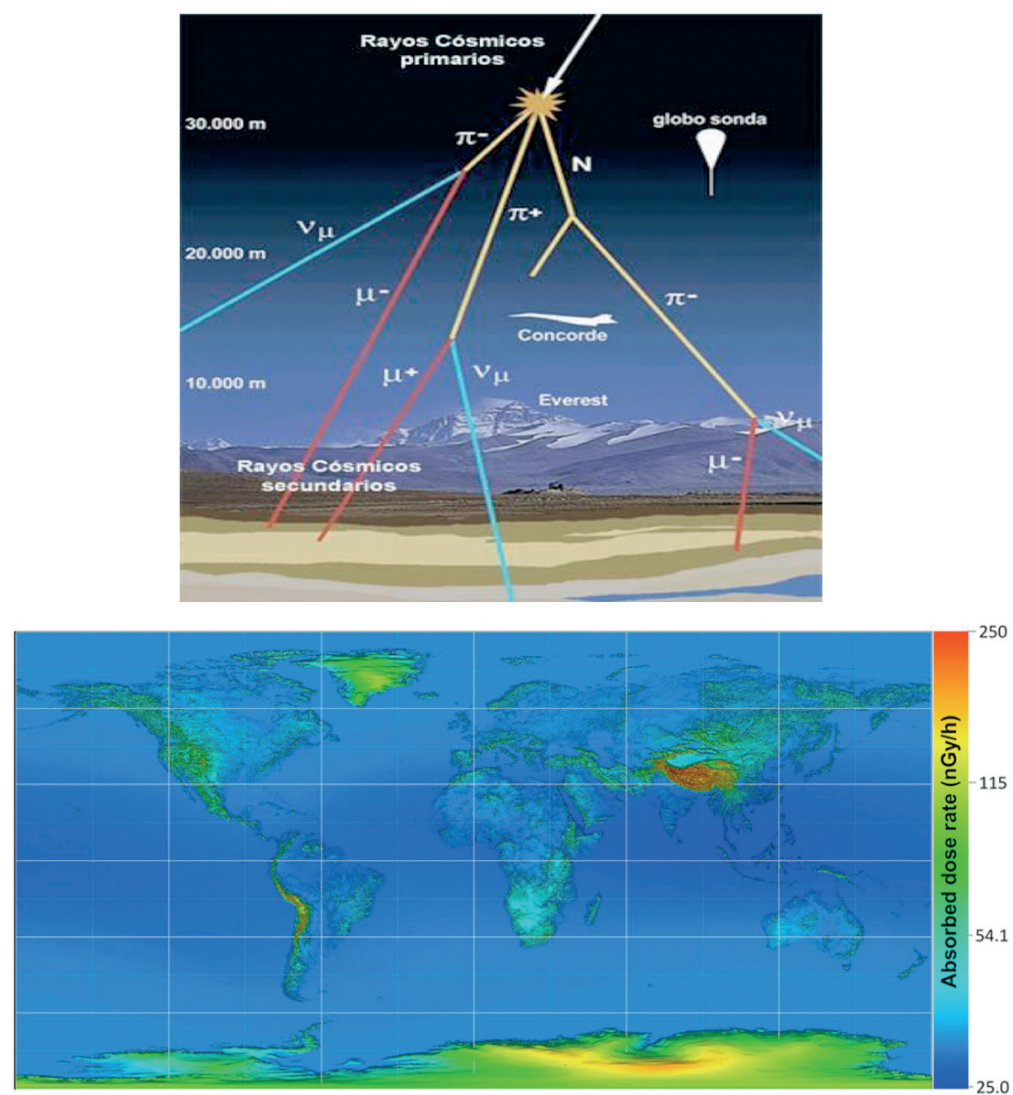 Rayos Cósmicos
primarios
30.000 m
globo sonda
π-
N
νμ
π+
20.000 m
μ-
π-
Concorde
10.000 m
μ+
νμ
Everest
νμ
μ-
Rayos Cósmicos
secundarios
250
115
54.1
25.0
Absorbed dose rate (nGy/h)